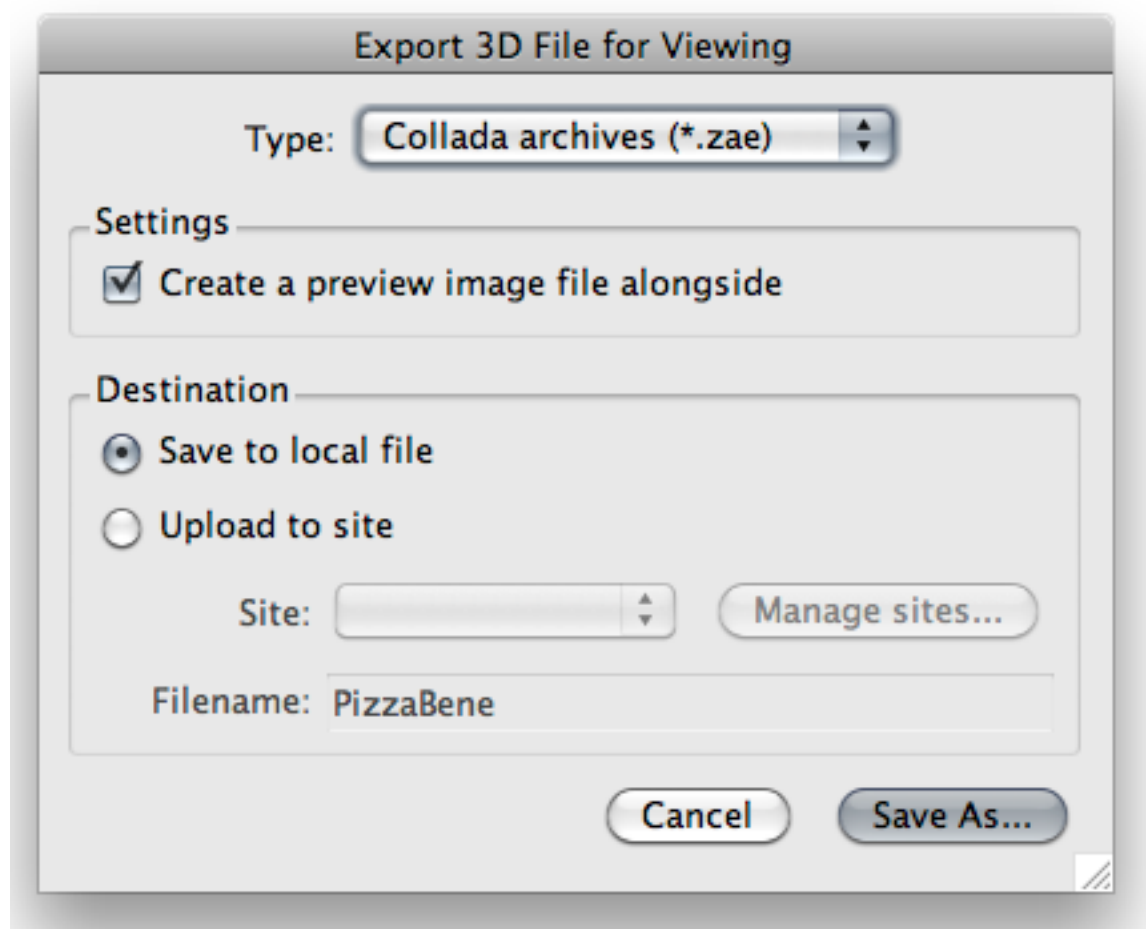 Export 3D File for Viewing
Type: Collada archives (*.zae)
Settings
Create a preview image file alongside
Destination
Save to local file
Upload to site
Site: Manage sites...
Filename: PizzaBene
Cancel Save As...